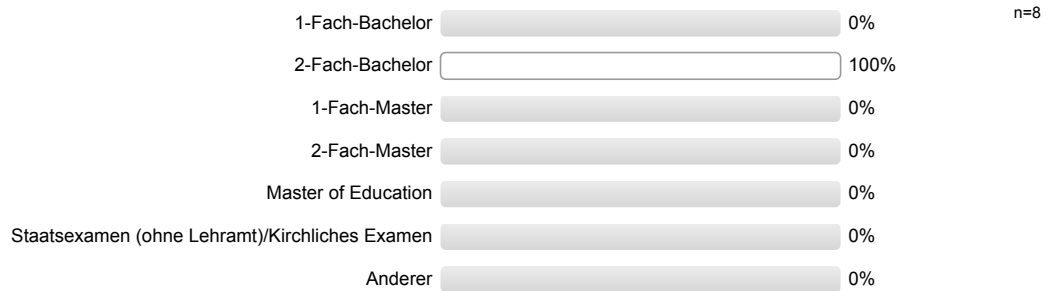 1-Fach-Bachelor 0% n=8
2-Fach-Bachelor 100%
1-Fach-Master 0%
2-Fach-Master 0%
Master of Education 0%
Staatsexamen (ohne Lehramt)/Kirchliches Examen 0%
Anderer 0%